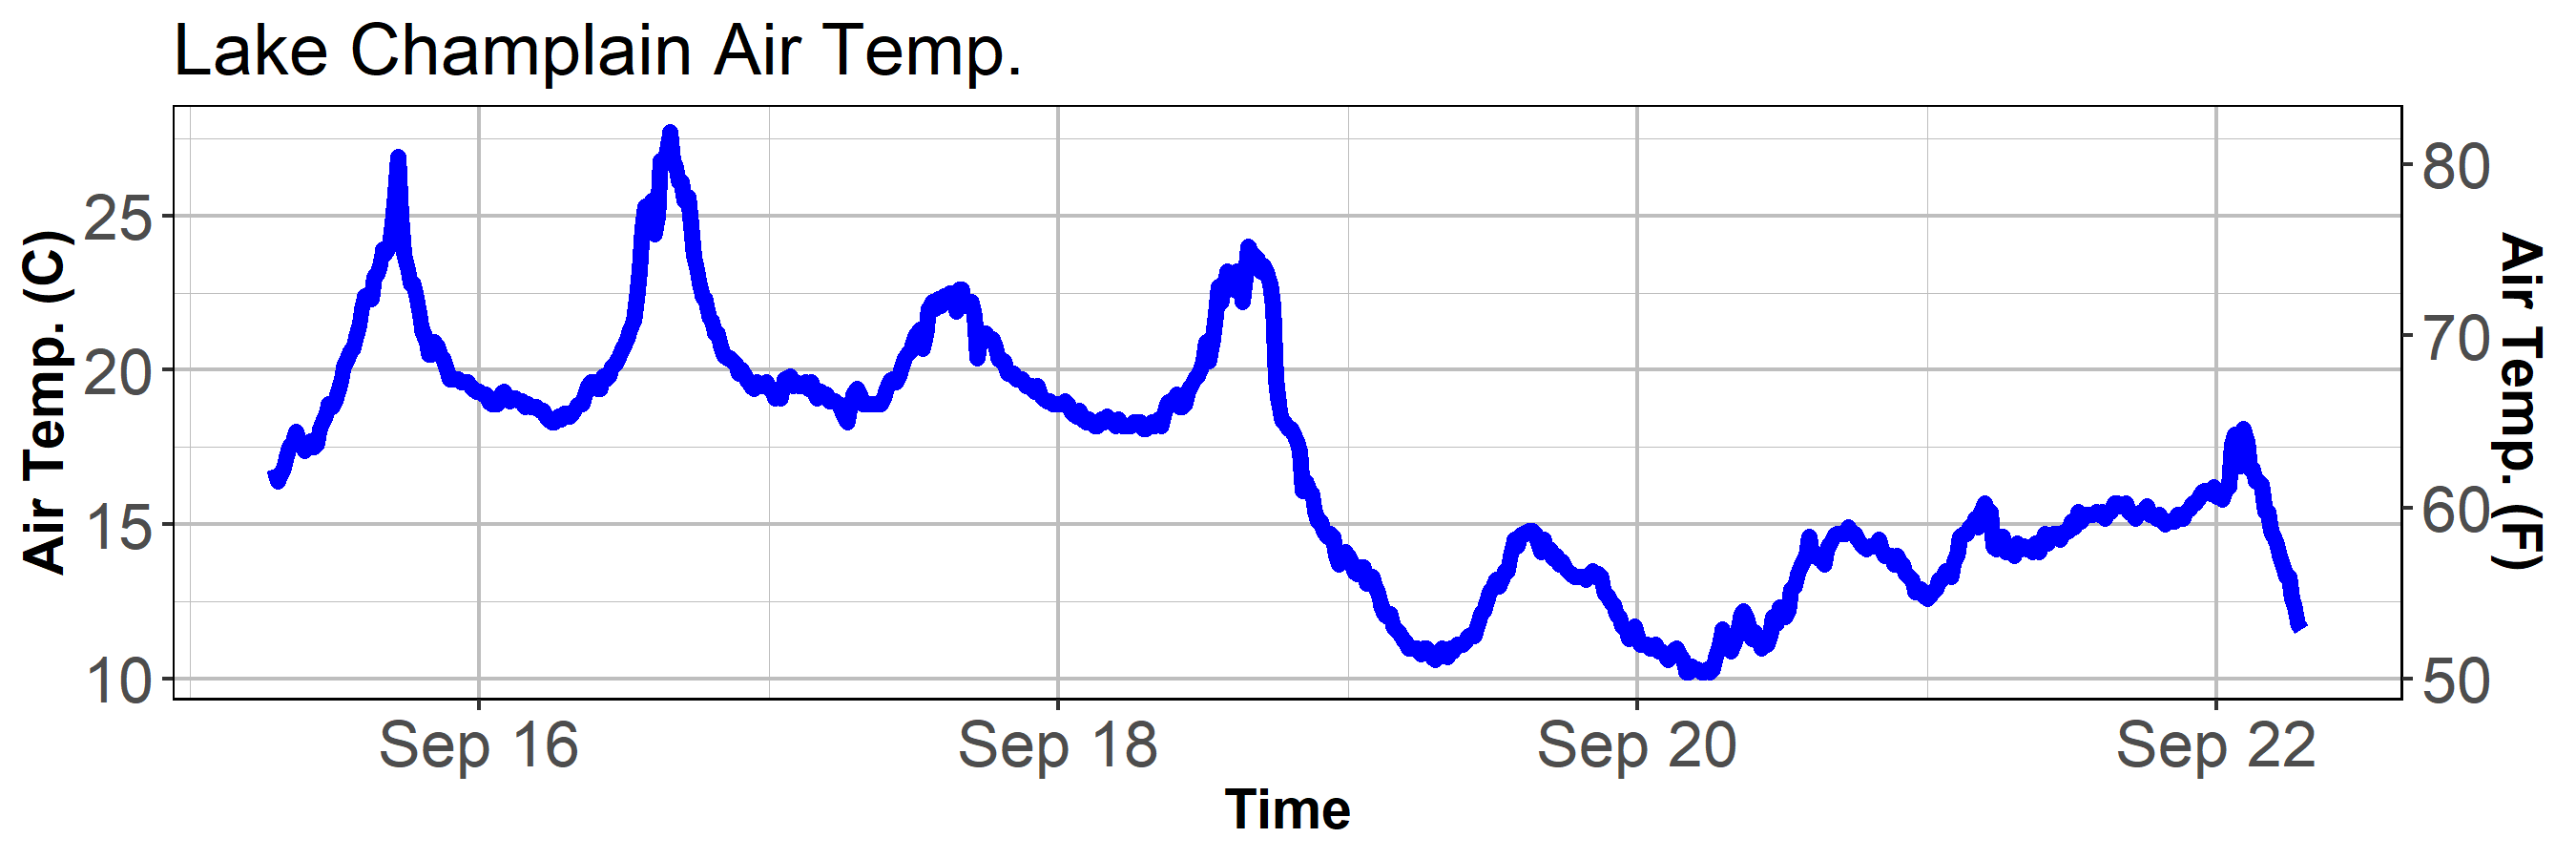 Lake Champlain Air Temp.
Air Temp. (C)
25
20
15
10
80
70
60
50
Air Temp. (F)
Sep 16 Sep 18 Sep 20 Sep 22
Time